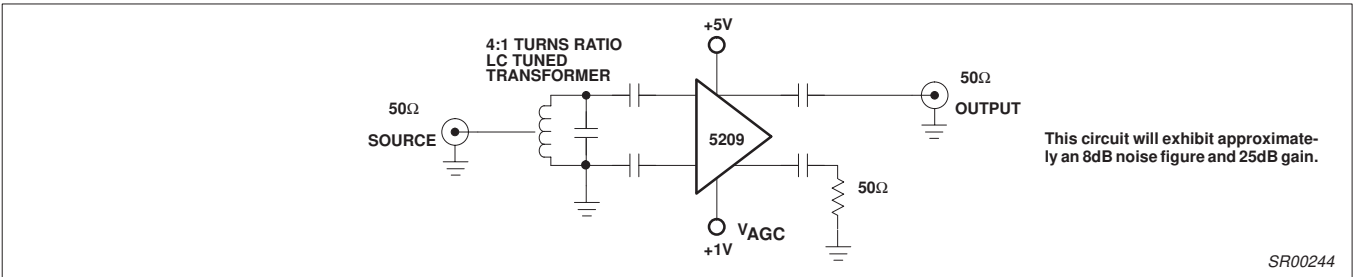 +5V
4:1 TURNS RATIO
LC TUNED
TRANSFORMER
50Ω
SOURCE
5209
50Ω
OUTPUT
This circuit will exhibit approximate-
ly an 8dB noise figure and 25dB gain.
50Ω
VAGC
+1V
SR00244